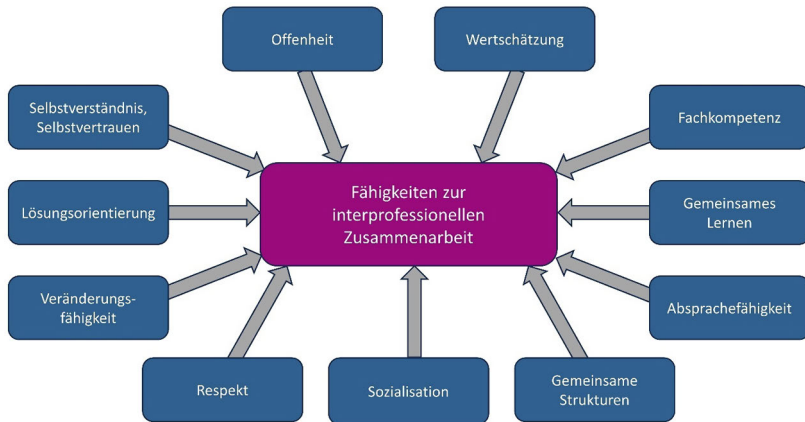 Offenheit
Wertschätzung
Selbstverständnis,
Selbstvertrauen
Fachkompetenz
Fähigkeiten zur
interprofessionellen
Zusammenarbeit
Lösungsorientierung
Gemeinsames
Lernen
Veränderungs-
fähigkeit
Absprachefähigkeit
Respekt
Sozialisation
Gemeinsame
Strukturen